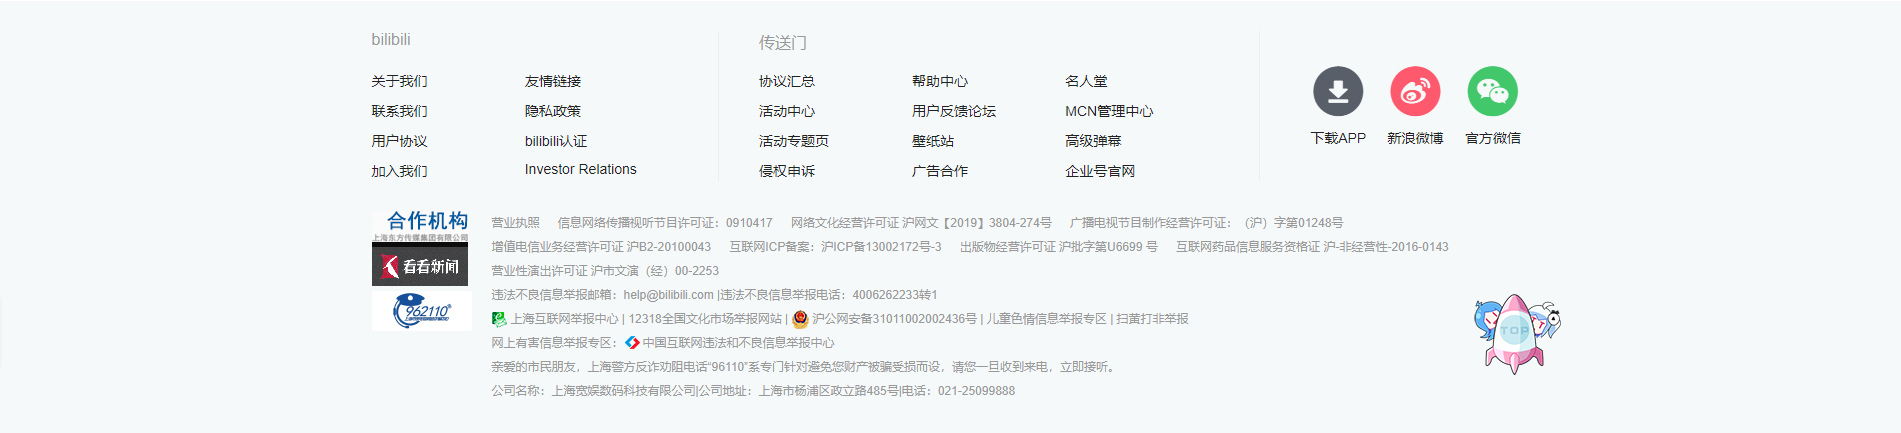 bilibili
关于我们 友情链接
联系我们 隐私政策
用户协议 bilibili认证
加入我们 Investor Relations
传送门
协议汇总 帮助中心 名人堂
活动中心 用户反馈论坛 MCN管理中心
活动专题页 壁纸站 高级弹幕
侵权申诉 广告合作 企业号官网
下载APP 新浪微博 官方微信
合作机构
上海东方传媒集团有限公司
看看新闻
962110
营业执照 信息网络传播视听节目许可证：0910417 网络文化经营许可证 沪网文【2019】3804-274号 广播电视节目制作经营许可证：（沪）字第01248号
增值电信业务经营许可证 沪B2-20100043 互联网ICP备案：沪ICP备13002172号-3 出版物经营许可证 沪批字第U6699 号 互联网药品信息服务资格证 沪-非经营性-2016-0143
营业性演出许可证 沪市文演（经）00-2253
违法不良信息举报邮箱：help@bilibili.com |违法不良信息举报电话：4006262233转1
上海互联网举报中心 | 12318全国文化市场举报网站 | 沪公网安备31011002002436号 | 儿童色情信息举报专区 | 扫黄打非举报
网上有害信息举报专区：中国互联网违法和不良信息举报中心
亲爱的市民朋友，上海警方反诈劝阻电话“96110”系专门针对避免您财产被骗受损而设，请您一旦收到来电，立即接听。
公司名称：上海宽娱数码科技有限公司|公司地址：上海市杨浦区政立路485号|电话：021-25099888
TOP